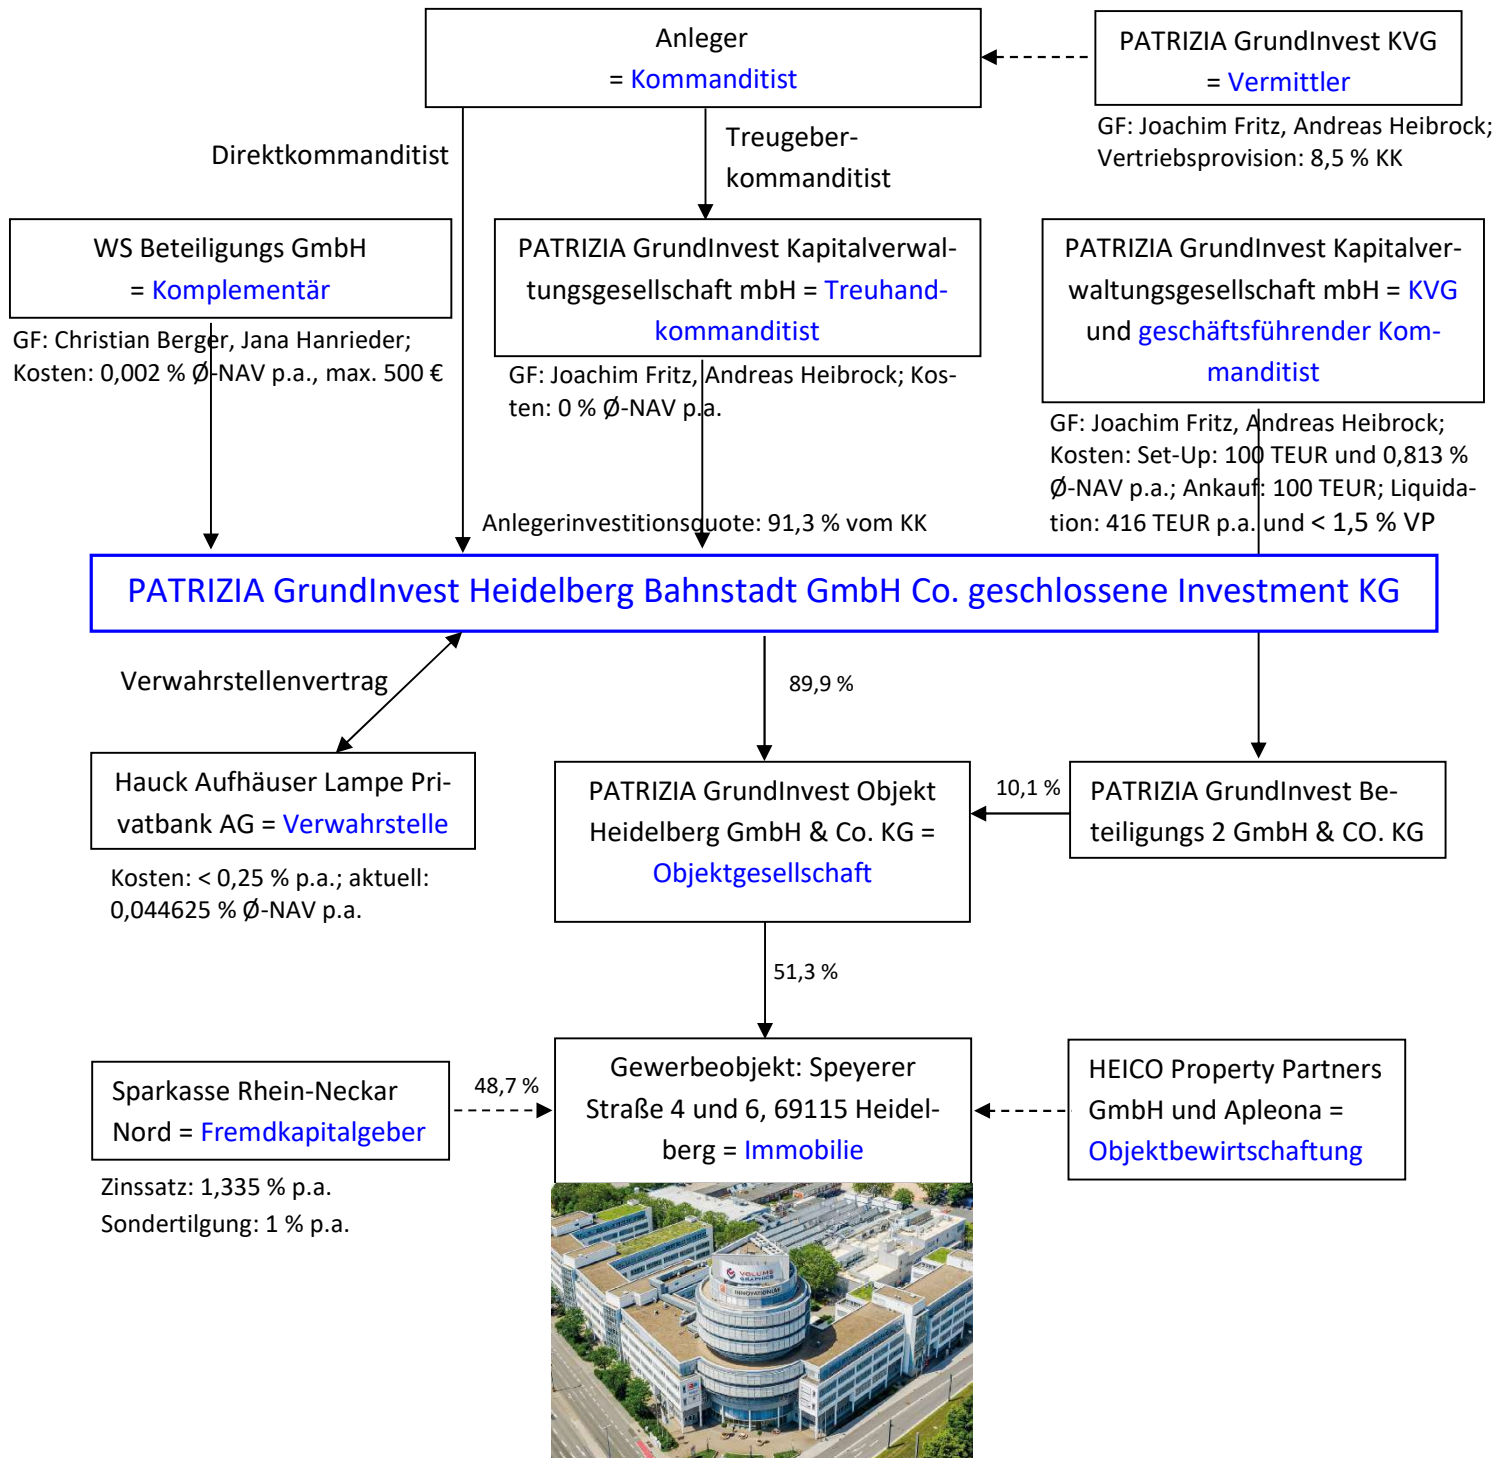 Anleger
= Kommanditist
PATRIZIA GrundInvest KVG
= Vermittler
GF: Joachim Fritz, Andreas Heibrock;
Vertriebsprovision: 8,5 % KK
Direktkommanditist
Treugeber-
kommanditist
WS Beteiligungs GmbH
= Komplementär
GF: Christian Berger, Jana Hanrieder;
Kosten: 0,002 % Ø-NAV p.a., max. 500 €
PATRIZIA GrundInvest Kapitalverwal-
tungsgesellschaft mbH = Treuhand-
kommanditist
GF: Joachim Fritz, Andreas Heibrock; Kos-
ten: 0 % Ø-NAV p.a.
PATRIZIA GrundInvest Kapitalver-
waltungsgesellschaft mbH = KVG
und geschäftsführender Kom-
manditist
GF: Joachim Fritz, Andreas Heibrock;
Kosten: Set-Up: 100 TEUR und 0,813 %
Ø-NAV p.a.; Ankauf: 100 TEUR; Liquida-
tion: 416 TEUR p.a. und < 1,5 % VP
Anlegerinvestitionsquote: 91,3 % vom KK
PATRIZIA GrundInvest Heidelberg Bahnstadt GmbH Co. geschlossene Investment KG
Verwahrstellenvertrag
89,9 %
Hauck Aufhäuser Lampe Pri-
vatbank AG = Verwahrstelle
Kosten: < 0,25 % p.a.; aktuell:
0,044625 % Ø-NAV p.a.
PATRIZIA GrundInvest Objekt
Heidelberg GmbH & Co. KG =
Objektgesellschaft
10,1 %
PATRIZIA GrundInvest Be-
teiligungs 2 GmbH & CO. KG
51,3 %
Sparkasse Rhein-Neckar
Nord = Fremdkapitalgeber
Zinssatz: 1,335 % p.a.
Sondertilgung: 1 % p.a.
48,7 %
Gewerbeobjekt: Speyerer
Straße 4 und 6, 69115 Heidel-
berg = Immobilie
HEICO Property Partners
GmbH und Apleona =
Objektbewirtschaftung
VOLUME
GRAPHICS
INNOVATIONLAB